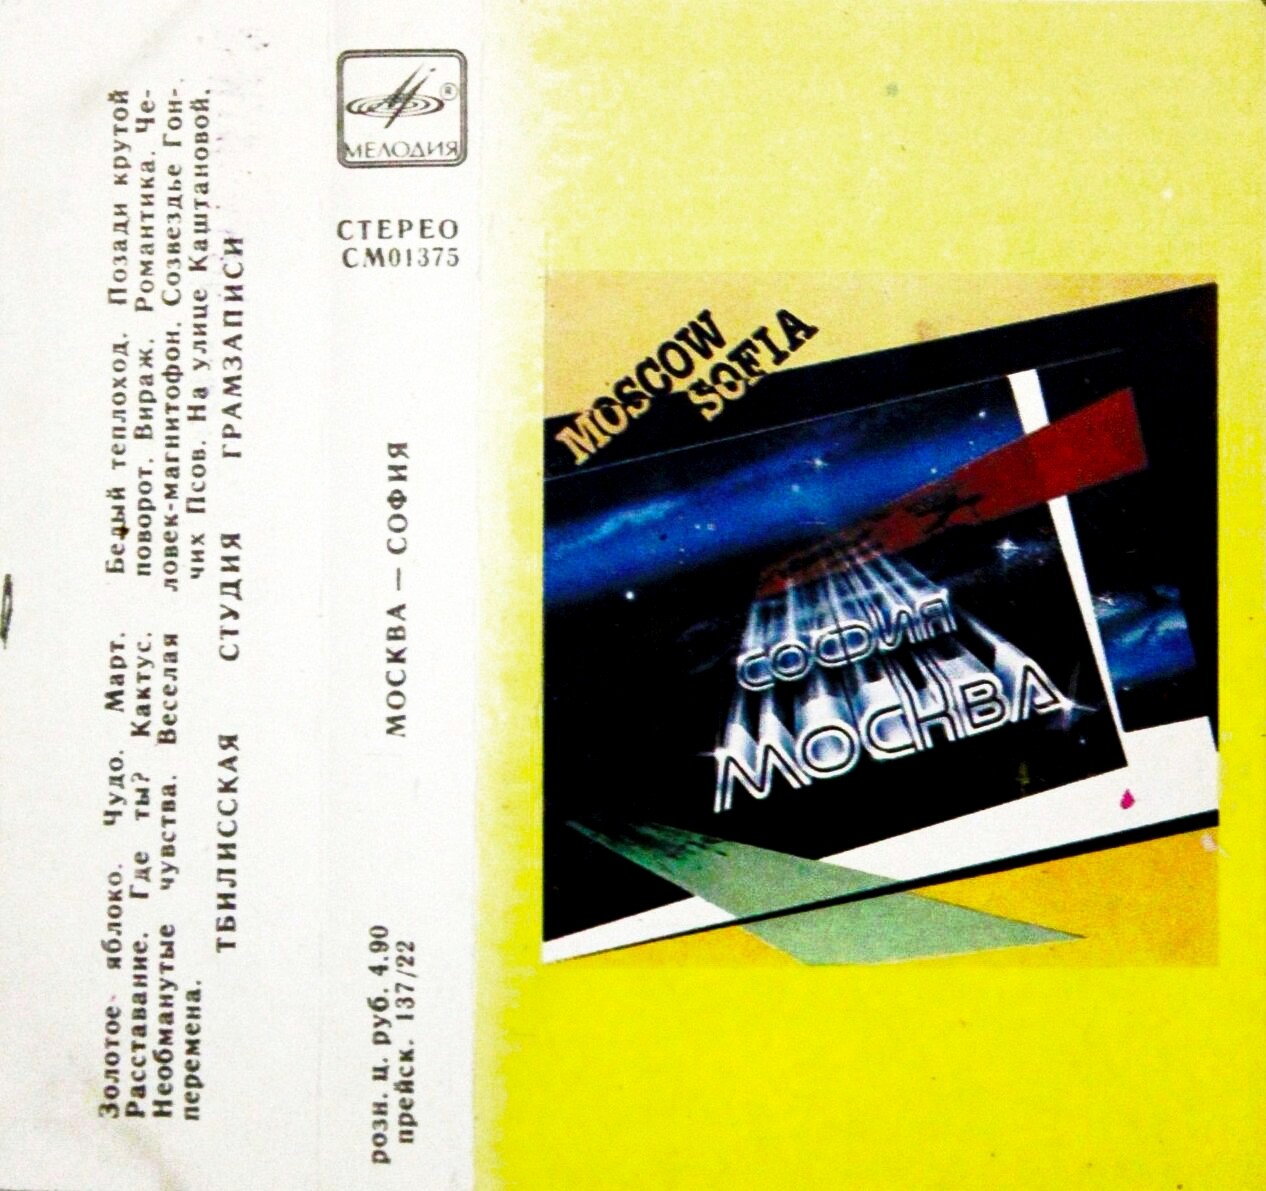 Золотое яблоко. Чудо. Март.
Расставание. Где ты? Кактус.
Необманутые чувства. Веселая
перемена.
Белый теплоход. Позади крутой
поворот. Вираж. Романтика. Че-
ловек-магнитофон. Созвездье Гон-
чих Псов. На улице Каштановой.
ТБИЛИССКАЯ СТУДИЯ ГРАМЗАПИСИ
МЕЛОДИЯ ®
СТЕРЕО
СМ01375
МОСКВА — СОФИЯ
розн. ц. руб. 4.90
прейск. 137/22
MOSCOW
SOFIA
СОФИЯ
МОСКВА